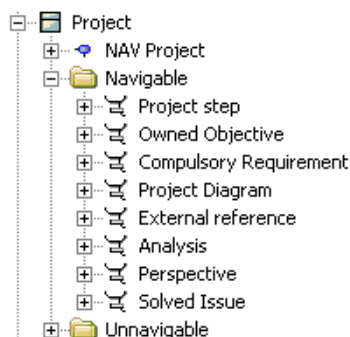 Project
NAV Project
Navigable
Project step
Owned Objective
Compulsory Requirement
Project Diagram
External reference
Analysis
Perspective
Solved Issue
Unnavigable